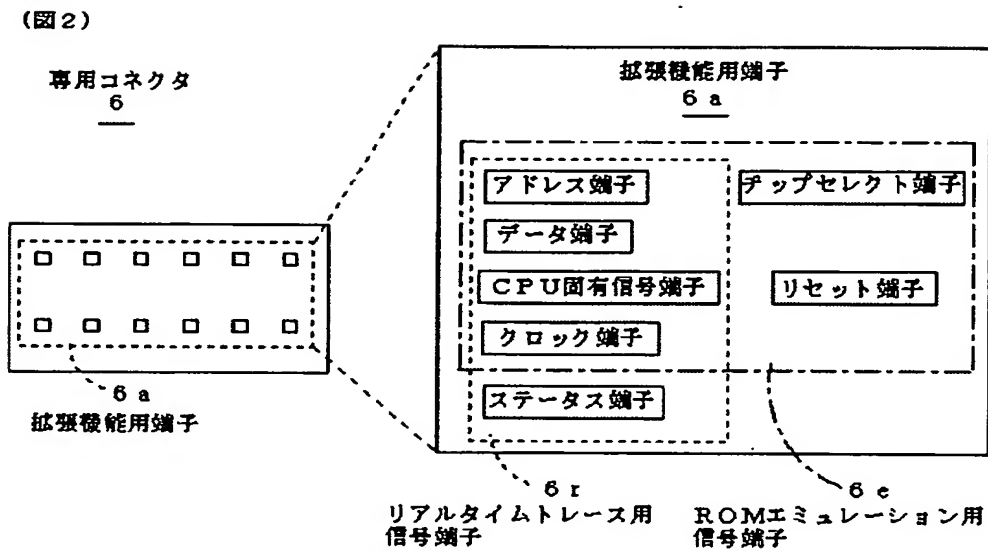 (図2)
専用コネクタ
6
拡張機能用端子
6a
アドレス端子
チップセレクト端子
データ端子
CPU固有信号端子
リセット端子
クロック端子
ステータス端子
6a
拡張機能用端子
6r
リアルタイムトレース用
信号端子
6e
ROMエミュレーション用
信号端子